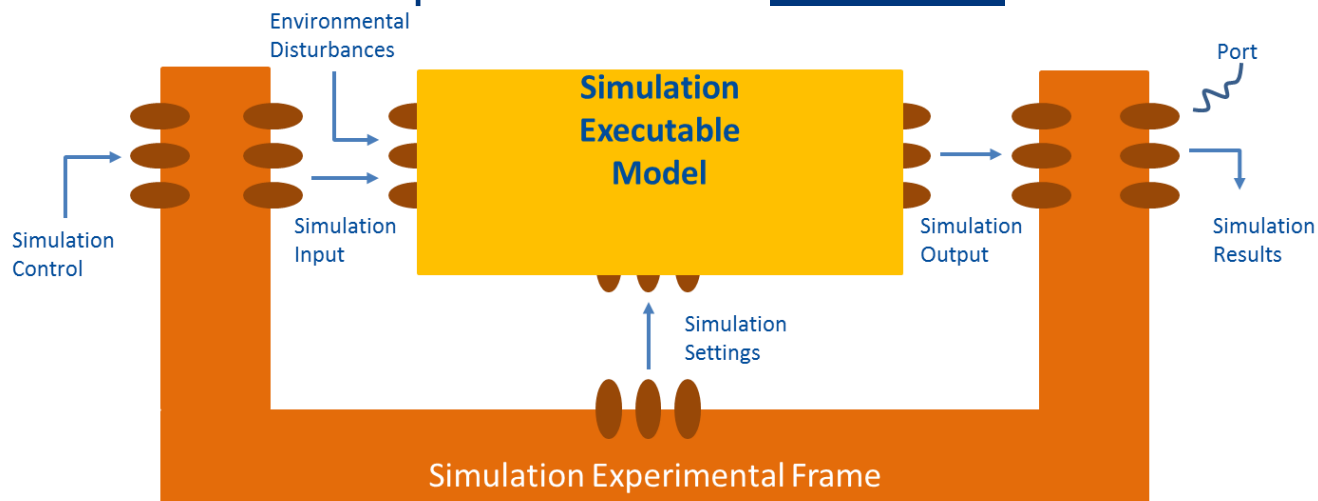 Environmental
Disturbances
Port
Simulation
Executable
Model
Simulation
Control
Simulation
Input
Simulation
Output
Simulation
Results
Simulation
Settings
Simulation Experimental Frame